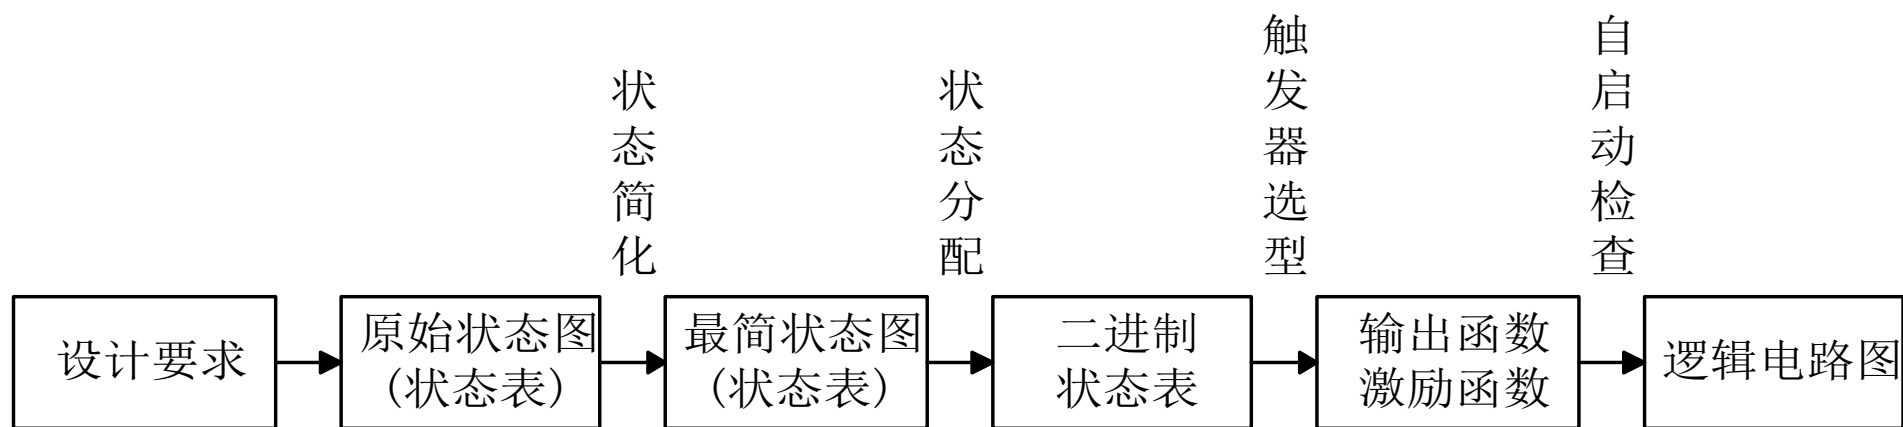 状态简化
状态分配
触发器选型
自启动检查
设计要求
原始状态图
(状态表)
最简状态图
(状态表)
二进制
状态表
输出函数
激励函数
逻辑电路图